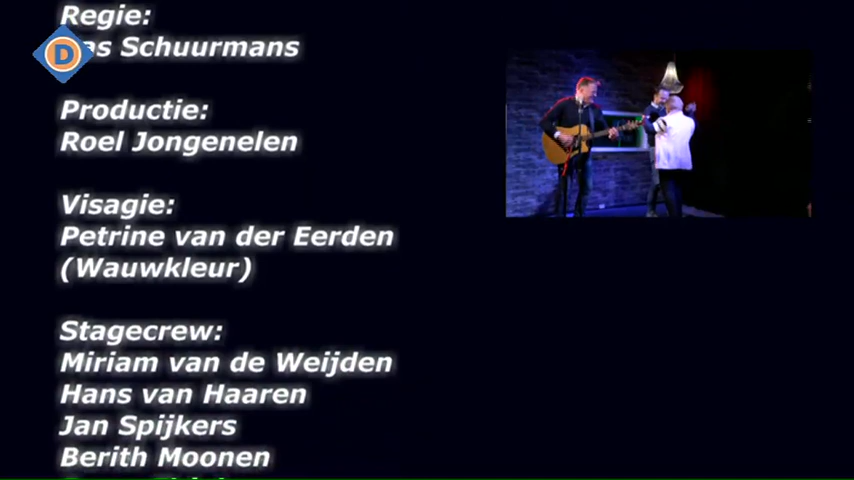 Regie:
Schuurmans
D
Productie:
Roel Jongenelen
Visagie:
Petrine van der Eerden
(Wauwkleur)
Stagecrew:
Miriam van de Weijden
Hans van Haaren
Jan Spijkers
Berith Moonen